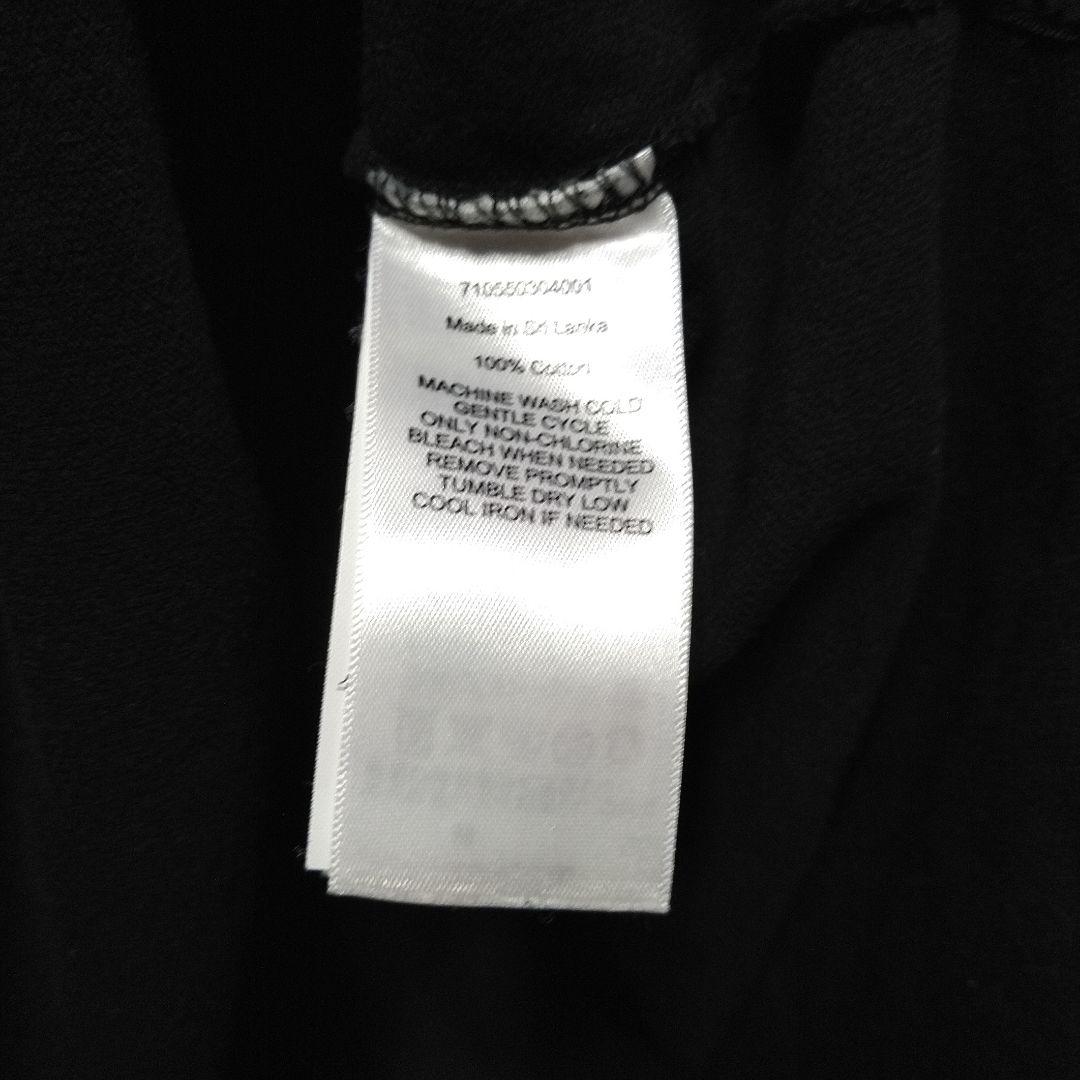 710550304001
Made in Sri Lanka
100% Cotton
MACHINE WASH COLD
GENTLE CYCLE
ONLY NON-CHLORINE
BLEACH WHEN NEEDED
REMOVE PROMPTLY
TUMBLE DRY LOW
COOL IRON IF NEEDED